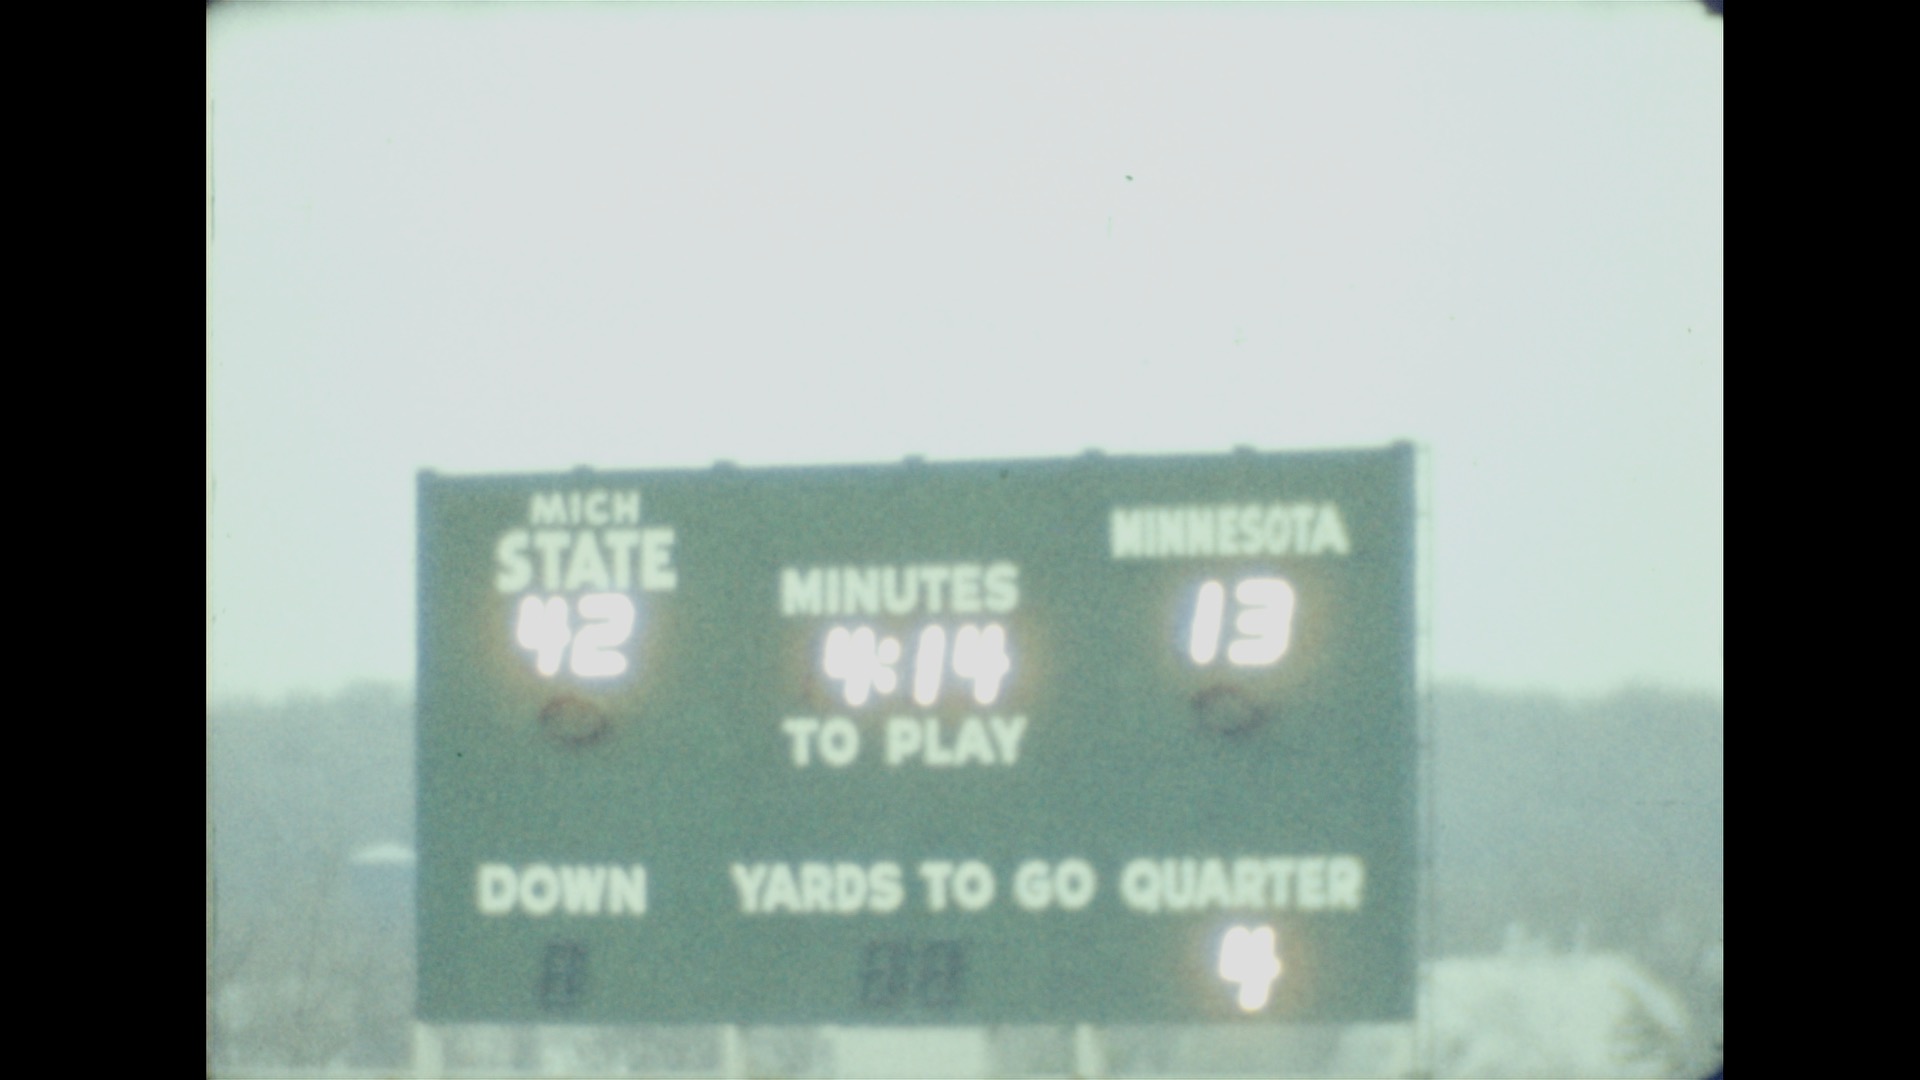 MICH
STATE
42
MINNESOTA
13
MINUTES
4:14
TO PLAY
DOWN
YARDS TO GO
QUARTER
4